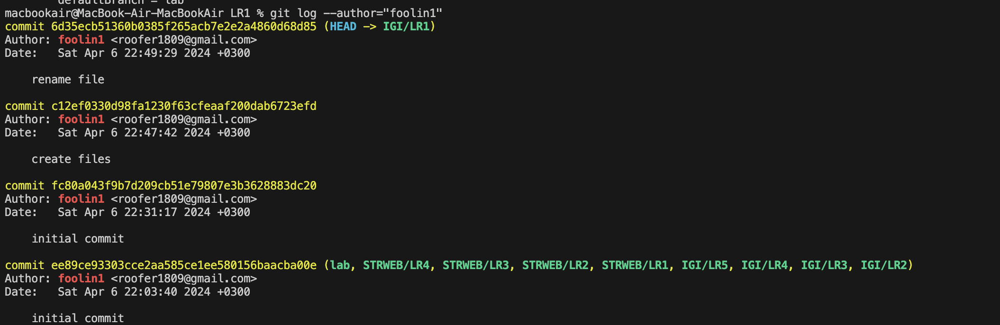 defaultBranch = lab
macbookair@MacBook-Air-MacBookAir LR1 % git log --author="foolin1"
commit 6d35ecb51360b0385f265acb7e2e2a4860d68d85 (HEAD -> IGI/LR1)
Author: foolin1 <roofer1809@gmail.com>
Date:   Sat Apr 6 22:49:29 2024 +0300
    rename file
commit c12ef0330d98fa1230f63cfeaaf200dab6723efd
Author: foolin1 <roofer1809@gmail.com>
Date:   Sat Apr 6 22:47:42 2024 +0300
    create files
commit fc80a043f9b7d209cb51e79807e3b3628883dc20
Author: foolin1 <roofer1809@gmail.com>
Date:   Sat Apr 6 22:31:17 2024 +0300
    initial commit
commit ee89ce93303cce2aa585ce1ee580156baacba00e (lab, STRWEB/LR4, STRWEB/LR3, STRWEB/LR2, STRWEB/LR1, IGI/LR5, IGI/LR4, IGI/LR3, IGI/LR2)
Author: foolin1 <roofer1809@gmail.com>
Date:   Sat Apr 6 22:03:40 2024 +0300
    initial commit